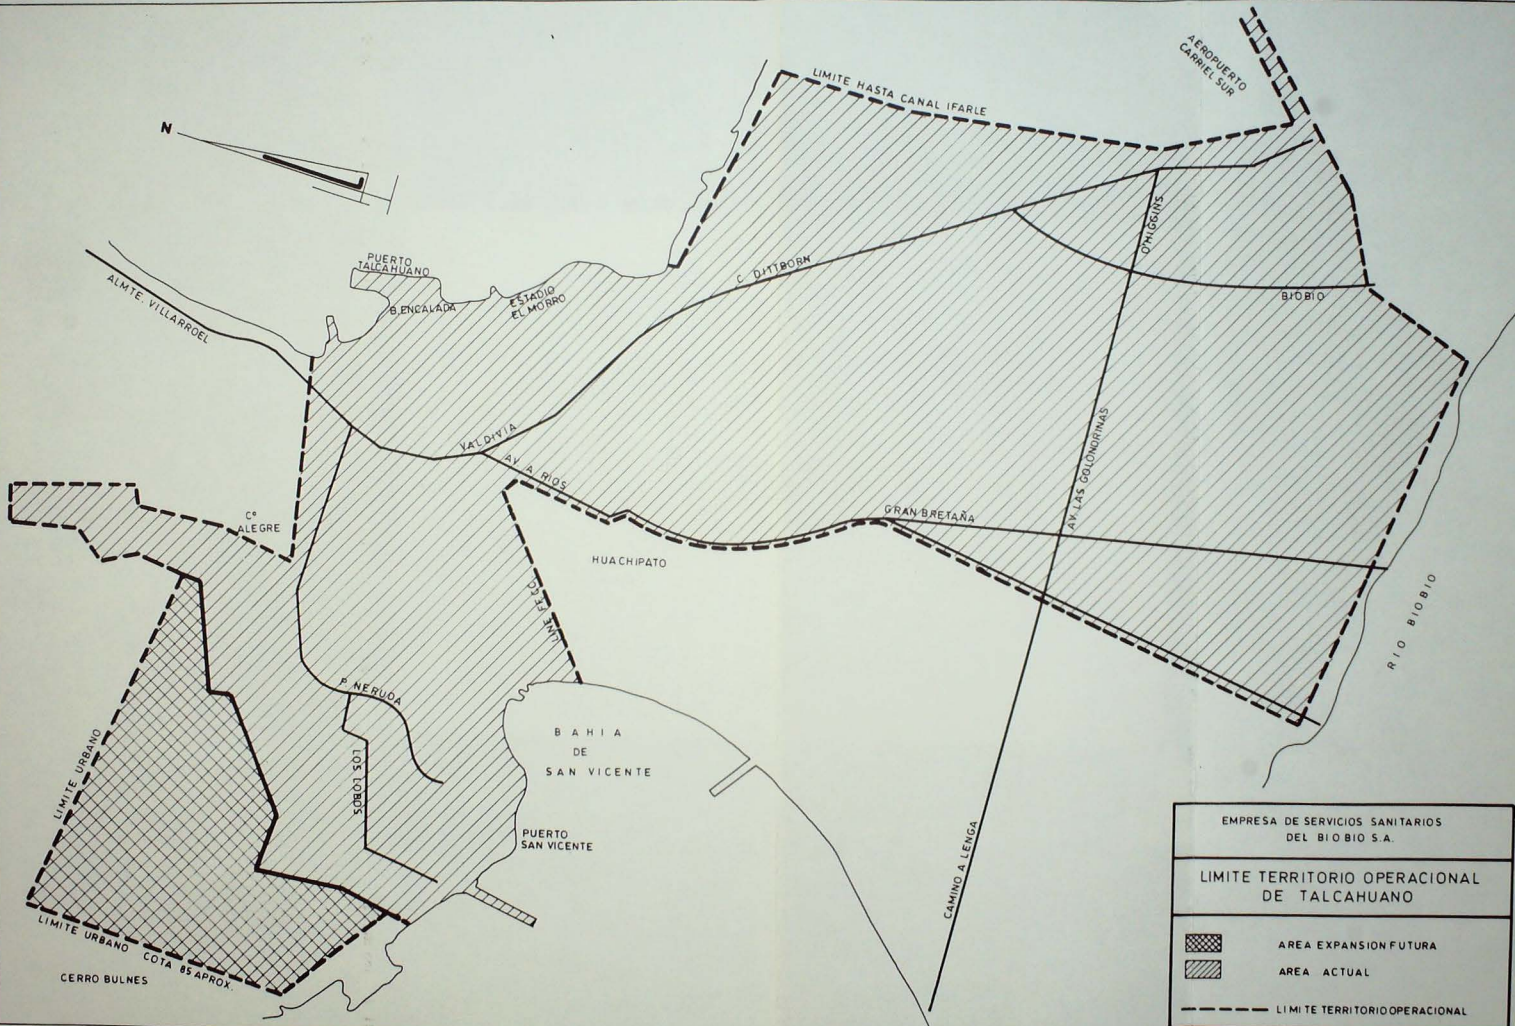 AEROPUERTO
CARRIEL SUR
LIMITE HASTA CANAL IFARLE
N
O'HIGGINS
PUERTO
TALCAHUANO
B. ENCALADA
ESTADIO
EL MORRO
C. DITTBORN
BIOBIO
ALMTE. VILLARROEL
VALDIVIA
AV. A. RIOS
AV. LAS GOLONDRINAS
GRAN BRETAÑA
Cº
ALEGRE
HUACHIPATO
LINE FFCC
RIO BIOBIO
P. NERUDA
BAHIA
DE
SAN VICENTE
LIMITE URBANO
LOS LOBOS
PUERTO
SAN VICENTE
CAMINO A LENGA
LIMITE URBANO COTA 85 APROX.
CERRO BULNES
EMPRESA DE SERVICIOS SANITARIOS
DEL BIO BIO S.A.
LIMITE TERRITORIO OPERACIONAL
DE TALCAHUANO
AREA EXPANSION FUTURA
AREA ACTUAL
LIMITE TERRITORIO OPERACIONAL